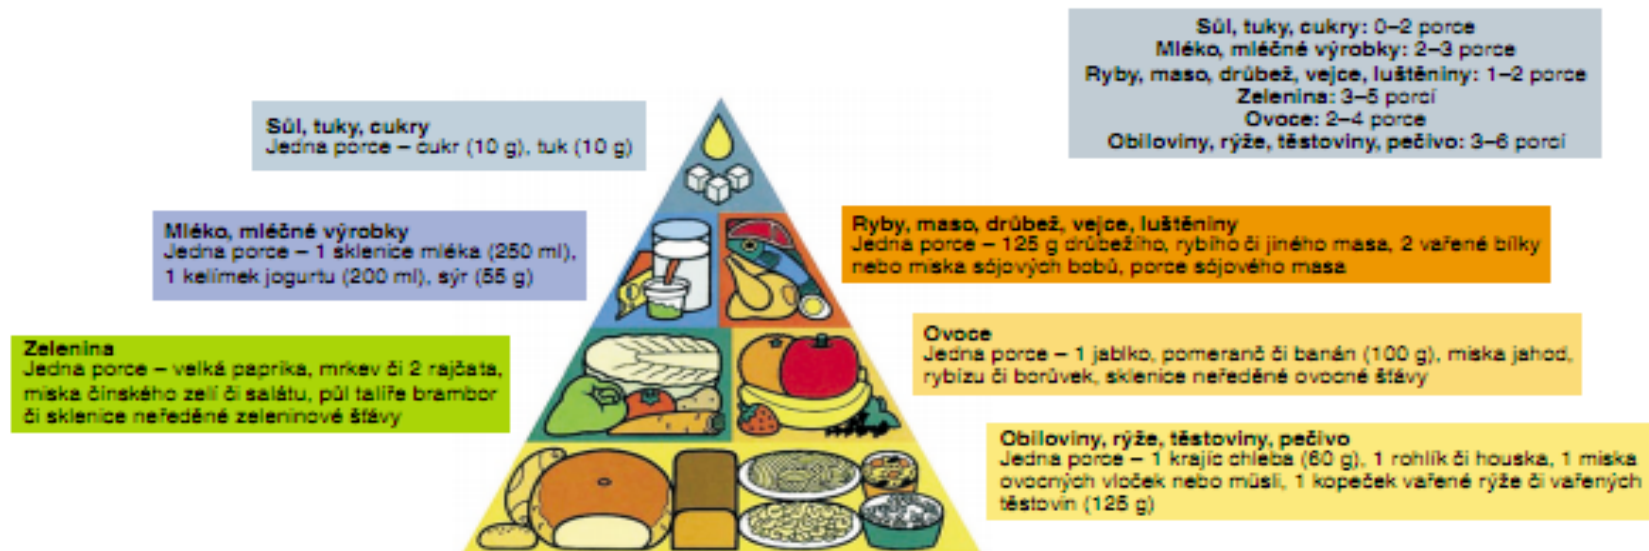 Sůl, tuky, cukry: 0–2 porce
Mléko, mléčné výrobky: 2–3 porce
Ryby, maso, drůbež, vejce, luštěniny: 1–2 porce
Zelenina: 3–5 porcí
Ovoce: 2–4 porce
Obiloviny, rýže, těstoviny, pečivo: 3–6 porcí
Sůl, tuky, cukry
Jedna porce – cukr (10 g), tuk (10 g)
Mléko, mléčné výrobky
Jedna porce – 1 sklenice mléka (250 ml),
1 kelímek jogurtu (200 ml), sýr (55 g)
Ryby, maso, drůbež, vejce, luštěniny
Jedna porce – 125 g drůbežího, rybího či jiného masa, 2 vařené bílky
nebo miska sójových bobů, porce sójového masa
Zelenina
Jedna porce – velká paprika, mrkev či 2 rajčata,
miska čínského zelí či salátu, půl talíře brambor
či sklenice neředěné zeleninové šťávy
Ovoce
Jedna porce – 1 jablko, pomeranč či banán (100 g), miska jahod,
rybízu či borůvek, sklenice neředěné ovocné šťávy
Obiloviny, rýže, těstoviny, pečivo
Jedna porce – 1 krajíc chleba (60 g), 1 rohlík či houska, 1 miska
ovocných vloček nebo müsli, 1 kopeček vařené rýže či vařených
těstovin (125 g)